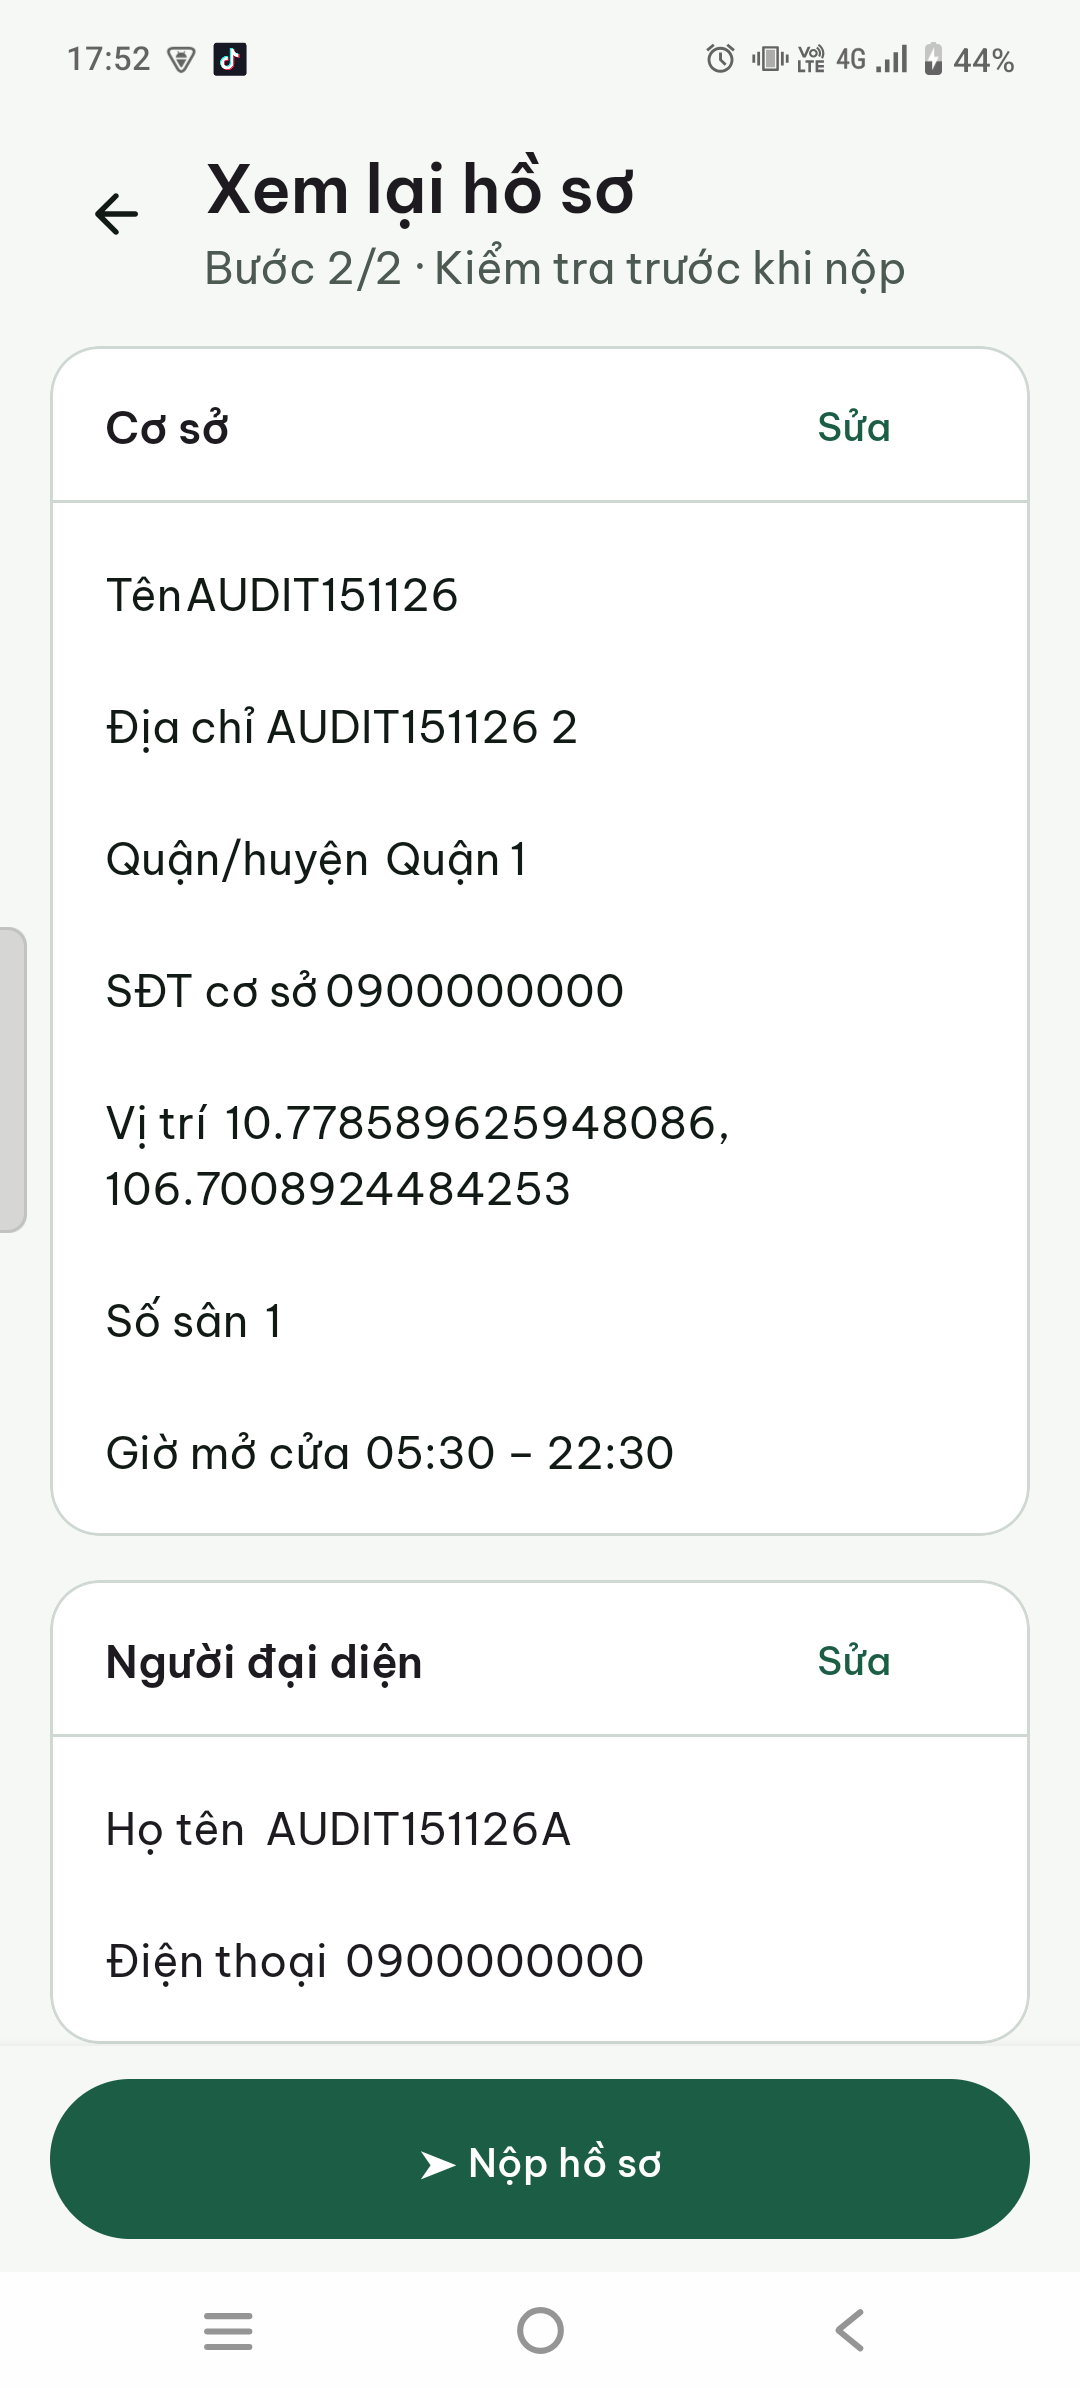 17:52 VoLTE 4G 44%
Xem lại hồ sơ
Bước 2/2 · Kiểm tra trước khi nộp
Cơ sở Sửa
Tên AUDIT151126
Địa chỉ AUDIT151126 2
Quận/huyện Quận 1
SĐT cơ sở 0900000000
Vị trí 10.778589625948086,
106.7008924484253
Số sân 1
Giờ mở cửa 05:30 – 22:30
Người đại diện Sửa
Họ tên AUDIT151126A
Điện thoại 0900000000
Nộp hồ sơ